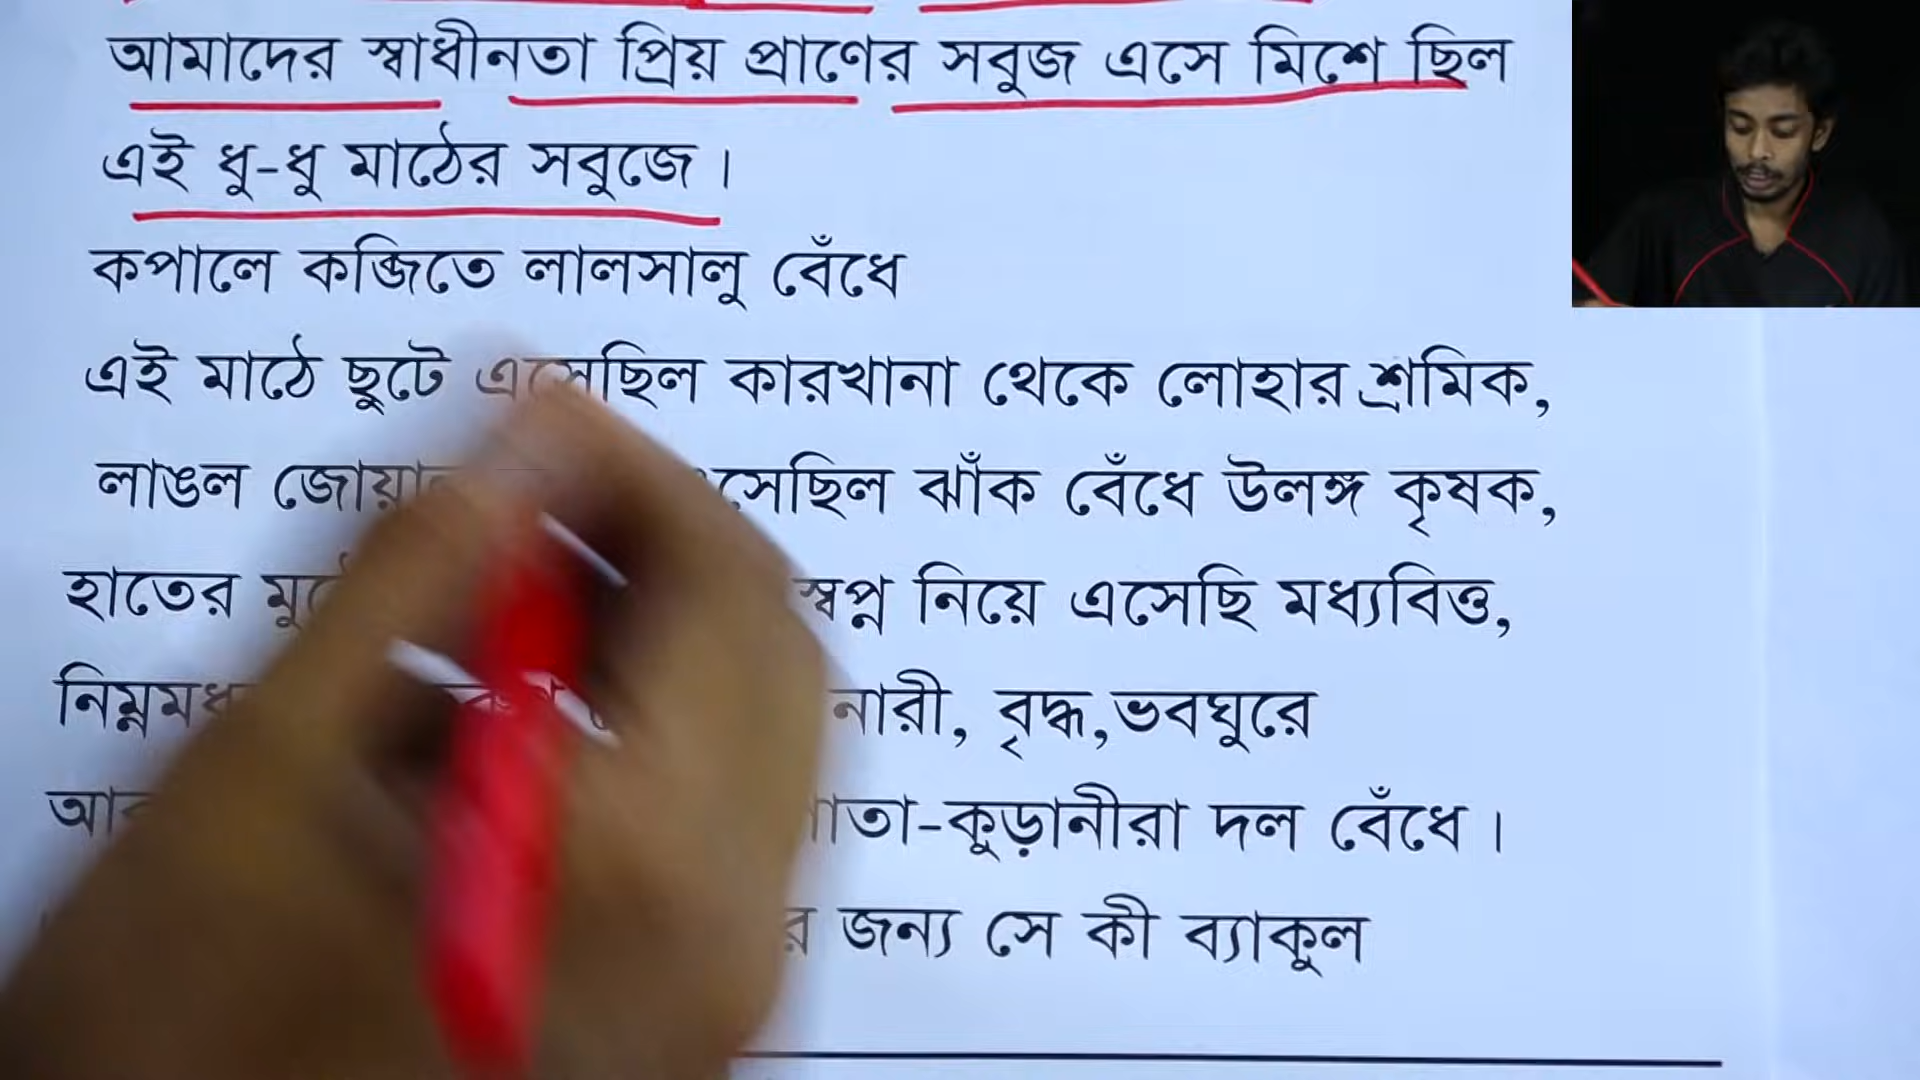 আমাদের স্বাধীনতা প্রিয় প্রাণের সবুজ এসে মিশে ছিল
এই ধু-ধু মাঠের সবুজে।
কপালে কব্জিতে লালসালু বেঁধে
এই মাঠে ছুটে এসেছিল কারখানা থেকে লোহার শ্রমিক,
লাঙল ঝাঁক বেঁধে উলঙ্গ কৃষক,
হাতের স্বপ্ন নিয়ে এসেছি মধ্যবিত্ত,
নারী, বৃদ্ধ,ভবঘুরে
কুড়ানীরা দল বেঁধে।
জন্য সে কী ব্যাকুল